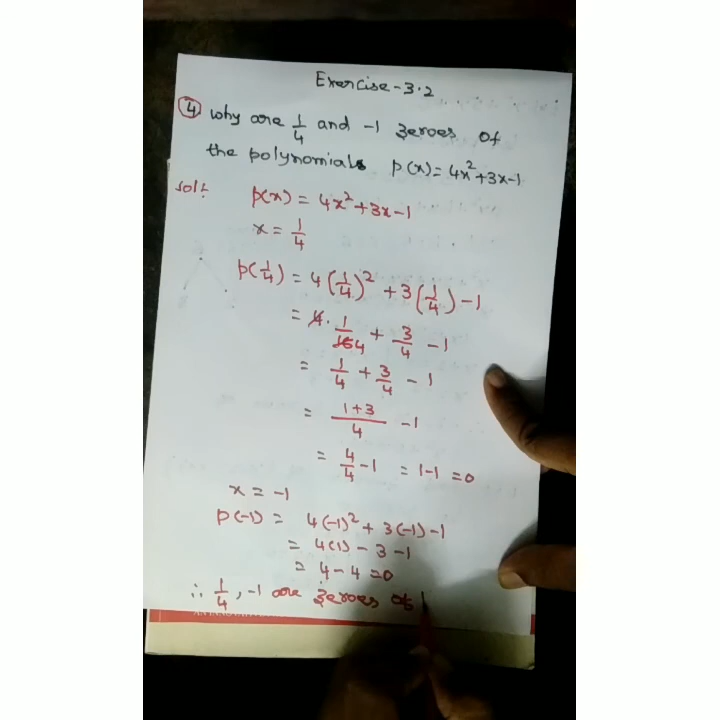 Exercise-3.2
④ Why are 1/4 and -1 zeroes of
the polynomials p(x)=4x²+3x-1
Sol:
p(x) = 4x²+3x-1
x = 1/4
p(1/4) = 4(1/4)² + 3(1/4) -1
= 4. 1/16 4 + 3/4 -1
= 1/4 + 3/4 - 1
= 1+3/4 -1
= 4/4 -1 = 1-1 =0
x = -1
p(-1) = 4(-1)² + 3(-1) -1
= 4(1) - 3 -1
= 4-4 =0
∴ 1/4, -1 are zeroes of